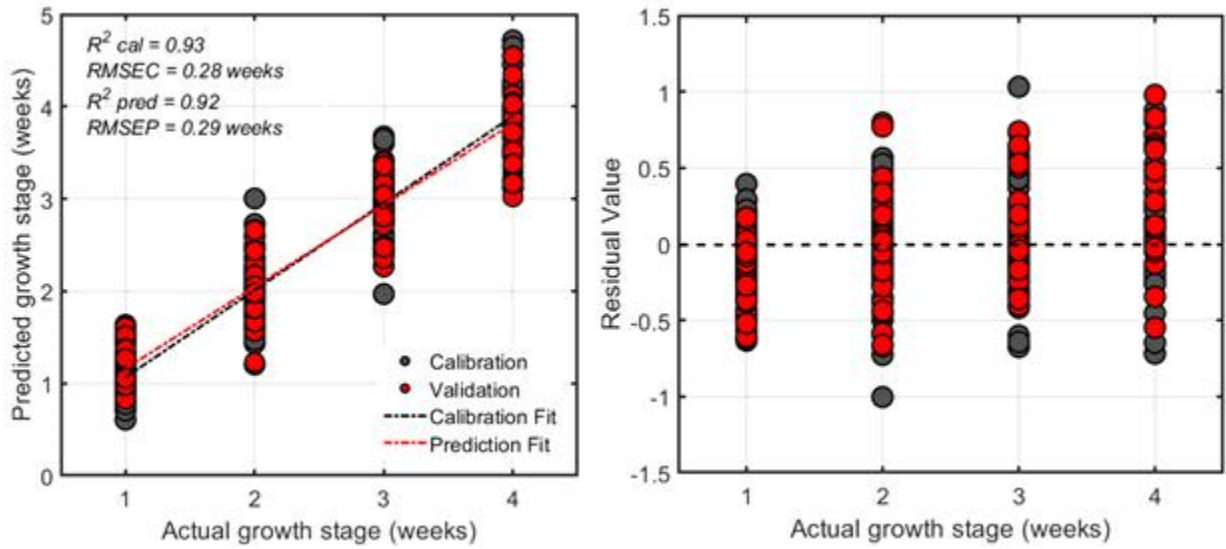 R² cal = 0.93
RMSEC = 0.28 weeks
R² pred = 0.92
RMSEP = 0.29 weeks
5
4
3
2
1
0
Predicted growth stage (weeks)
Calibration
Validation
Calibration Fit
Prediction Fit
1 2 3 4
Actual growth stage (weeks)
1.5
1
0.5
0
-0.5
-1
-1.5
Residual Value
1 2 3 4
Actual growth stage (weeks)